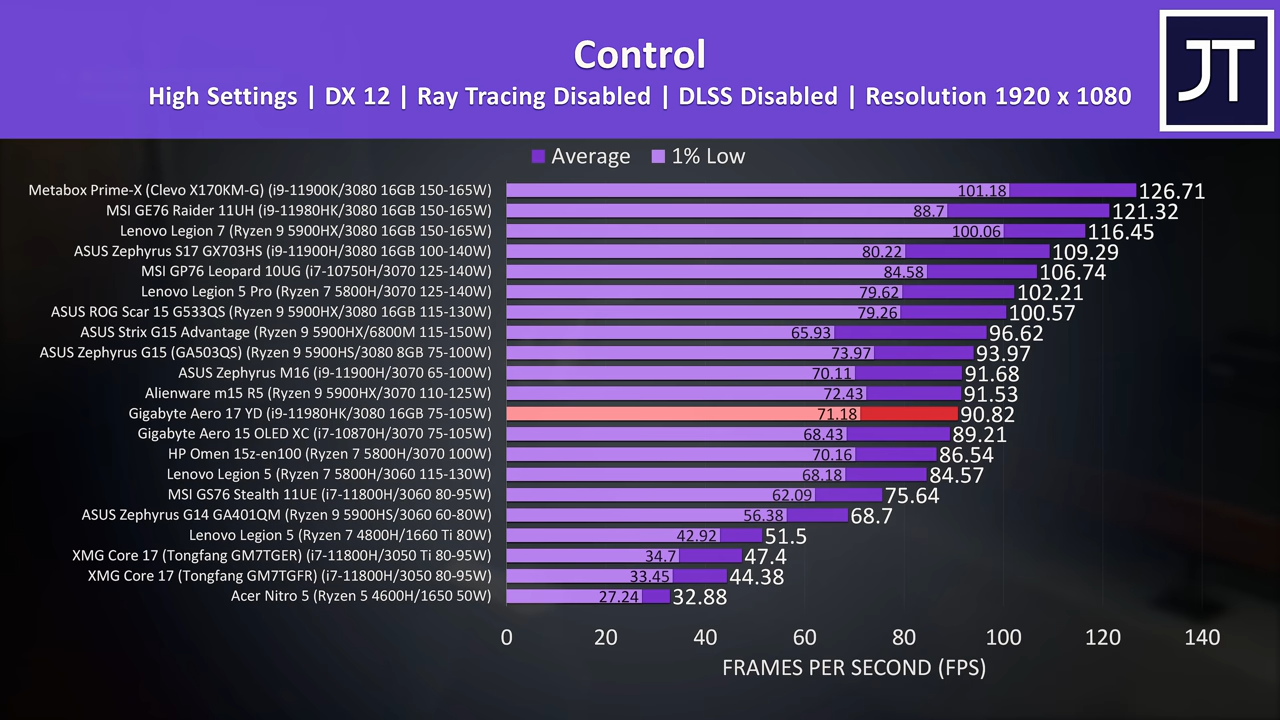 Control
JT
High Settings | DX 12 | Ray Tracing Disabled | DLSS Disabled | Resolution 1920 x 1080
Average 1% Low
Metabox Prime-X (Clevo X170KM-G) (i9-11900K/3080 16GB 150-165W) 101.18 126.71
MSI GE76 Raider 11UH (i9-11980HK/3080 16GB 150-165W) 88.7 121.32
Lenovo Legion 7 (Ryzen 9 5900HX/3080 16GB 150-165W) 100.06 116.45
ASUS Zephyrus S17 GX703HS (i9-11900H/3080 16GB 100-140W) 80.22 109.29
MSI GP76 Leopard 10UG (i7-10750H/3070 125-140W) 84.58 106.74
Lenovo Legion 5 Pro (Ryzen 7 5800H/3070 125-140W) 79.62 102.21
ASUS ROG Scar 15 G533QS (Ryzen 9 5900HX/3080 16GB 115-130W) 79.26 100.57
ASUS Strix G15 Advantage (Ryzen 9 5900HX/6800M 115-150W) 65.93 96.62
ASUS Zephyrus G15 (GA503QS) (Ryzen 9 5900HS/3080 8GB 75-100W) 73.97 93.97
ASUS Zephyrus M16 (i9-11900H/3070 65-100W) 70.11 91.68
Alienware m15 R5 (Ryzen 9 5900HX/3070 110-125W) 72.43 91.53
Gigabyte Aero 17 YD (i9-11980HK/3080 16GB 75-105W) 71.18 90.82
Gigabyte Aero 15 OLED XC (i7-10870H/3070 75-105W) 68.43 89.21
HP Omen 15z-en100 (Ryzen 7 5800H/3070 100W) 70.16 86.54
Lenovo Legion 5 (Ryzen 7 5800H/3060 115-130W) 68.18 84.57
MSI GS76 Stealth 11UE (i7-11800H/3060 80-95W) 62.09 75.64
ASUS Zephyrus G14 GA401QM (Ryzen 9 5900HS/3060 60-80W) 56.38 68.7
Lenovo Legion 5 (Ryzen 7 4800H/1660 Ti 80W) 42.92 51.5
XMG Core 17 (Tongfang GM7TGER) (i7-11800H/3050 Ti 80-95W) 34.7 47.4
XMG Core 17 (Tongfang GM7TGFR) (i7-11800H/3050 80-95W) 33.45 44.38
Acer Nitro 5 (Ryzen 5 4600H/1650 50W) 27.24 32.88
0 20 40 60 80 100 120 140
FRAMES PER SECOND (FPS)